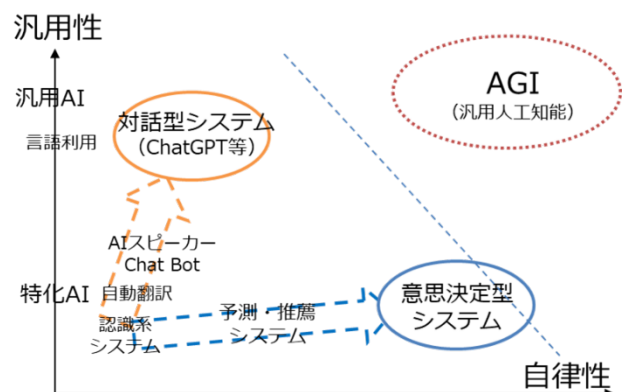 汎用性
汎用AI
言語利用
対話型システム
（ChatGPT等）
AGI
（汎用人工知能）
AIスピーカー
Chat Bot
特化AI
自動翻訳
認識系
システム
予測・推薦
システム
意思決定型
システム
自律性